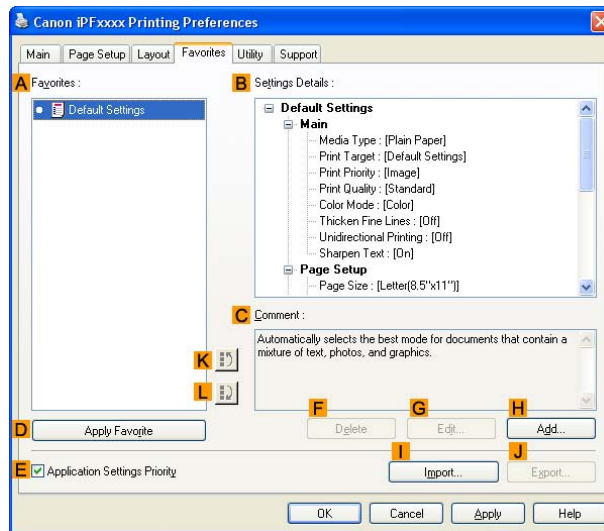 Canon iPFxxxx Printing Preferences
Main Page Setup Layout Favorites Utility Support
A Favorites :
Default Settings
B Settings Details :
Default Settings
Main
Media Type : [Plain Paper]
Print Target : [Default Settings]
Print Priority : [Image]
Print Quality : [Standard]
Color Mode : [Color]
Thicken Fine Lines : [Off]
Unidirectional Printing : [Off]
Sharpen Text : [On]
Page Setup
Page Size : [Letter(8.5"x11")]
C Comment :
Automatically selects the best mode for documents that contain a
mixture of text, photos, and graphics.
K
L
D Apply Favorite
F Delete
G Edit...
H Add...
E Application Settings Priority
I Import...
J Export...
OK Cancel Apply Help